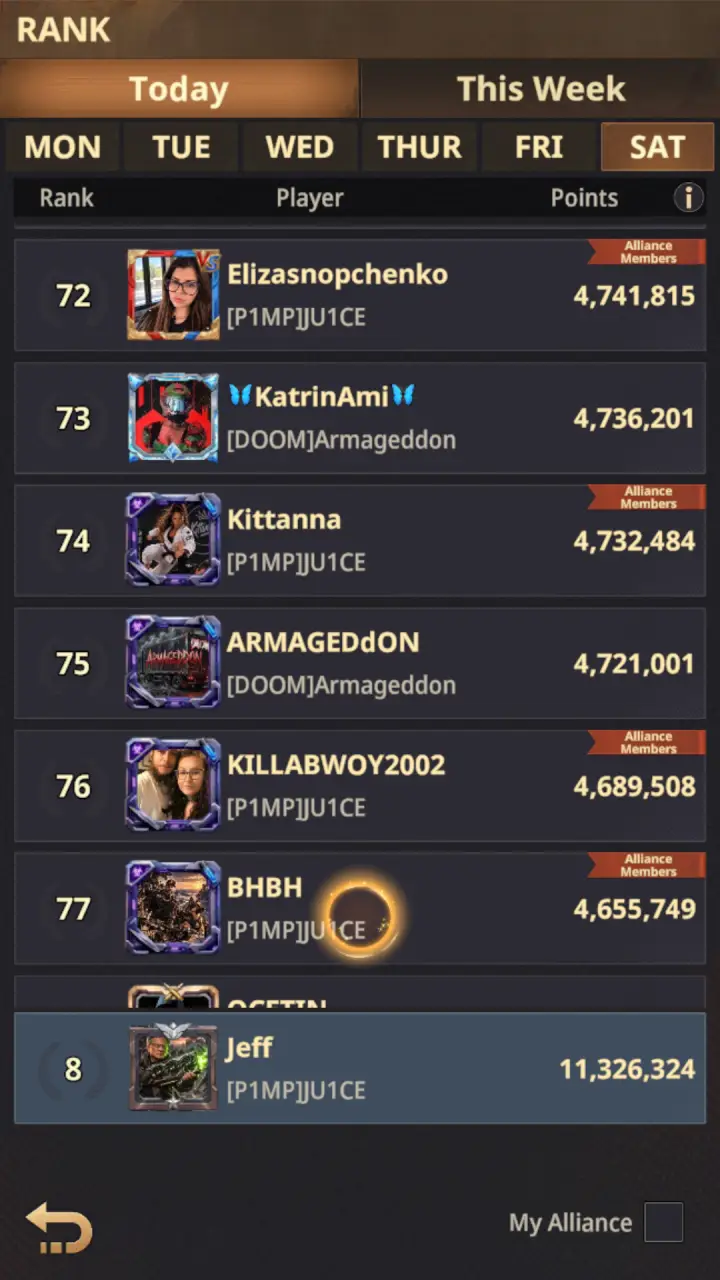 RANK
Today
This Week
MON TUE WED THUR FRI SAT
Rank Player Points
Alliance
Members
72 Elizasnopchenko 4,741,815
[P1MP]JU1CE
73 🦋KatrinAmi🦋 4,736,201
[DOOM]Armageddon
Alliance
Members
74 Kittanna 4,732,484
[P1MP]JU1CE
75 ARMAGEDdON 4,721,001
[DOOM]Armageddon
Alliance
Members
76 KILLABWOY2002 4,689,508
[P1MP]JU1CE
Alliance
Members
77 BHBH 4,655,749
[P1MP]JU1CE
8 Jeff 11,326,324
[P1MP]JU1CE
My Alliance